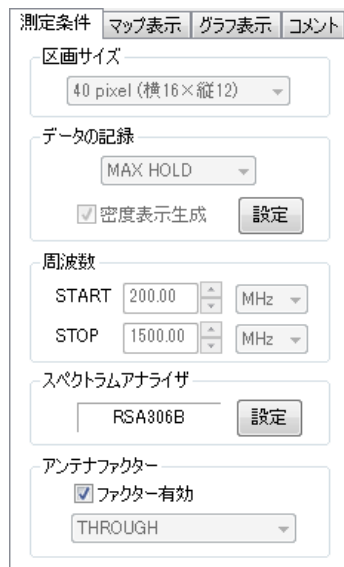 測定条件 マップ表示 グラフ表示 コメント
区画サイズ
40 pixel (横16×縦12)
データの記録
MAX HOLD
密度表示生成 設定
周波数
START 200.00 MHz
STOP 1500.00 MHz
スペクトラムアナライザ
RSA306B 設定
アンテナファクター
ファクター有効
THROUGH